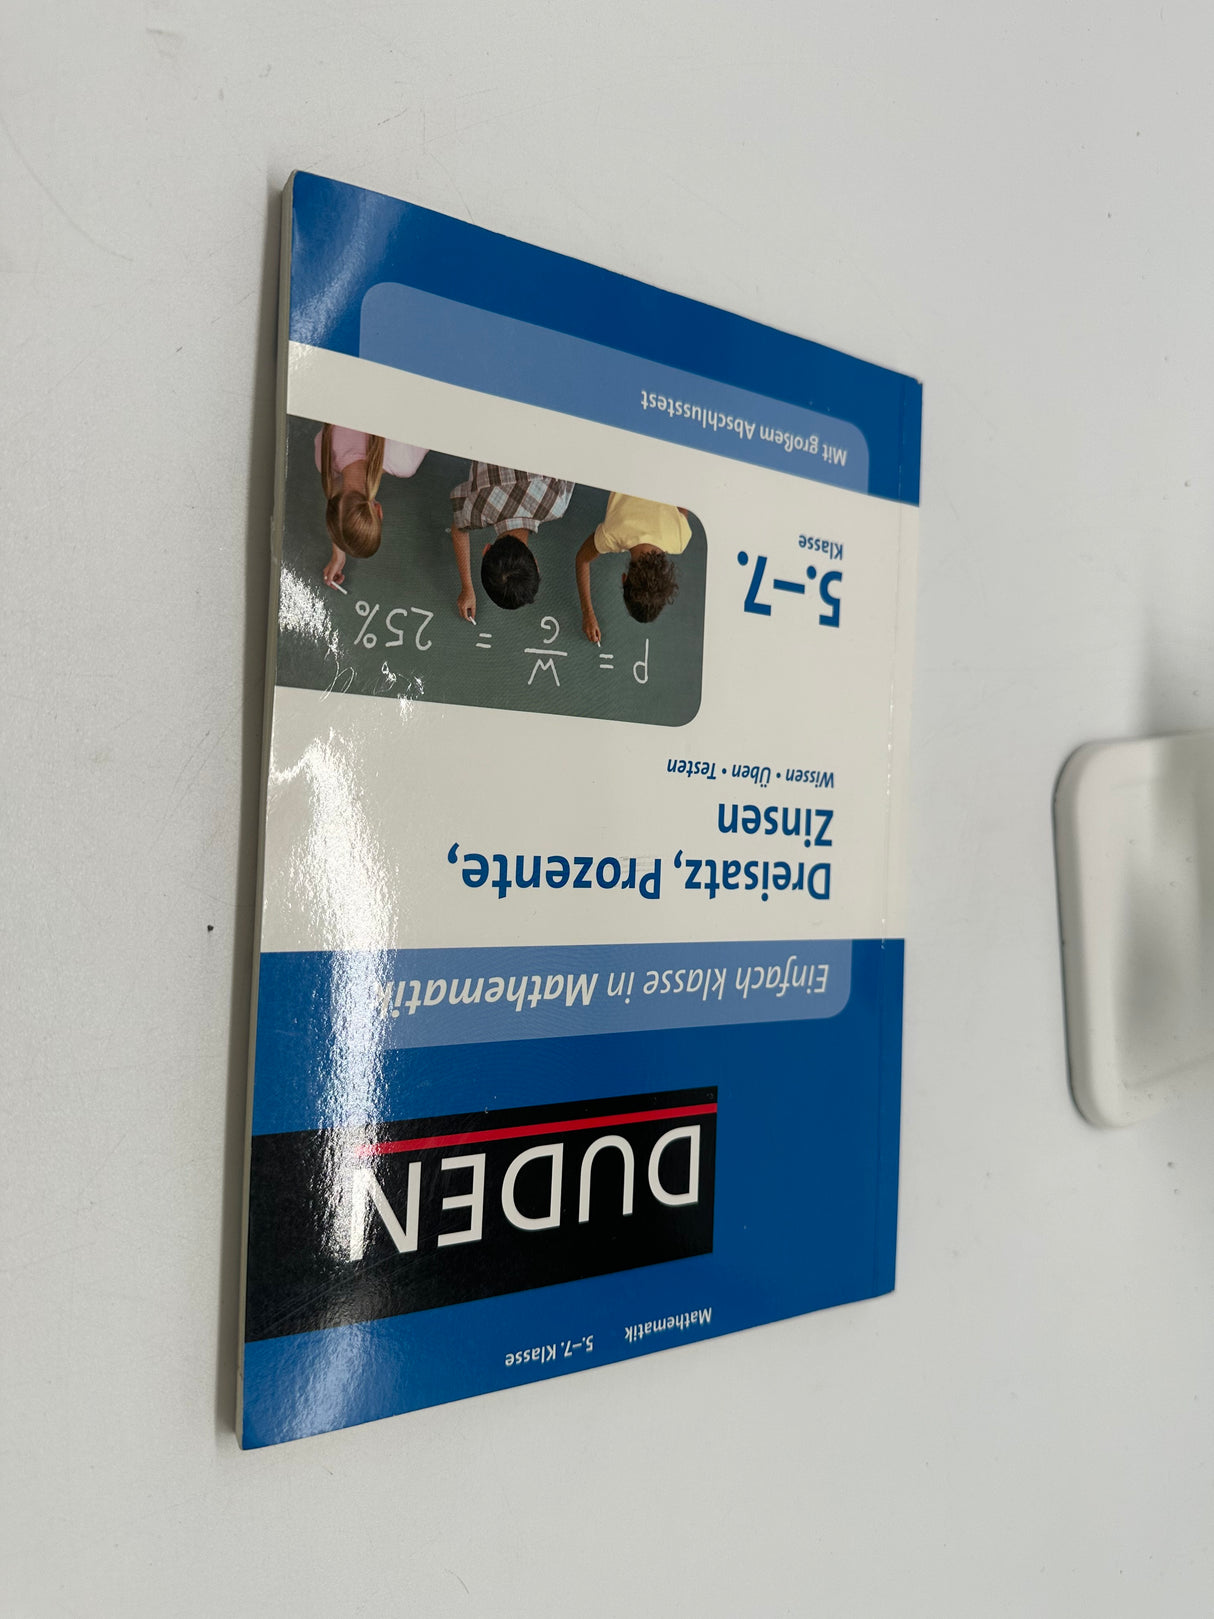 Mathematik 5.–7. Klasse
DUDEN
Einfach klasse in Mathematik
Dreisatz, Prozente,
Zinsen
Wissen • Üben • Testen
p = W/G = 25%
5.–7.
Klasse
Mit großem Abschlusstest